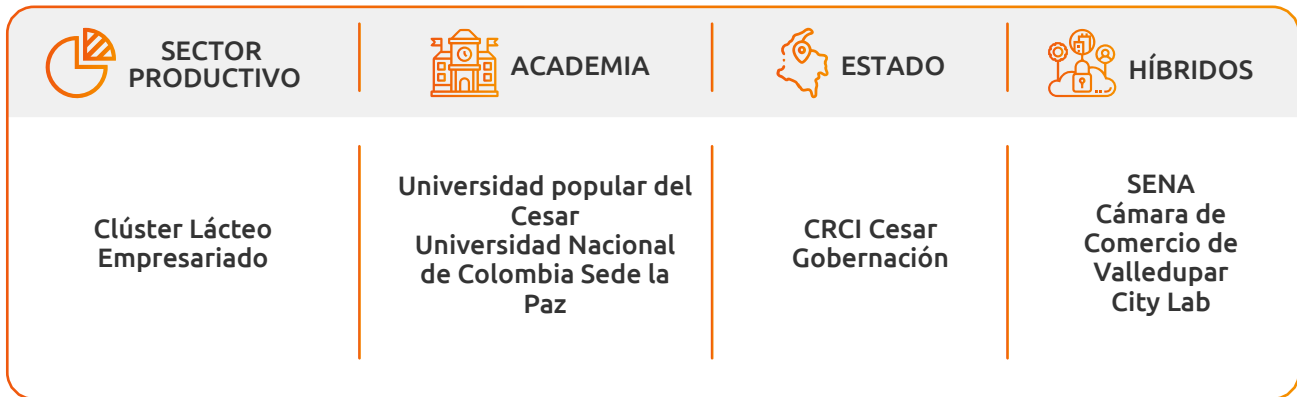 SECTOR
PRODUCTIVO
ACADEMIA
ESTADO
HÍBRIDOS
Clúster Lácteo
Empresariado
Universidad popular del
Cesar
Universidad Nacional
de Colombia Sede la
Paz
CRCI Cesar
Gobernación
SENA
Cámara de
Comercio de
Valledupar
City Lab